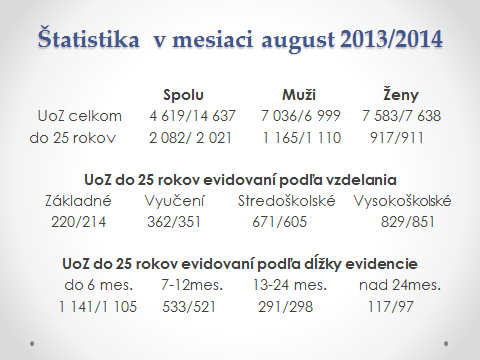 Štatistika v mesiaci august 2013/2014
Spolu Muži Ženy
UoZ celkom 4 619/14 637 7 036/6 999 7 583/7 638
do 25 rokov 2 082/ 2 021 1 165/1 110 917/911
UoZ do 25 rokov evidovaní podľa vzdelania
Základné Vyučení Stredoškolské Vysokoškolské
220/214 362/351 671/605 829/851
UoZ do 25 rokov evidovaní podľa dĺžky evidencie
do 6 mes. 7-12mes. 13-24 mes. nad 24mes.
1 141/1 105 533/521 291/298 117/97